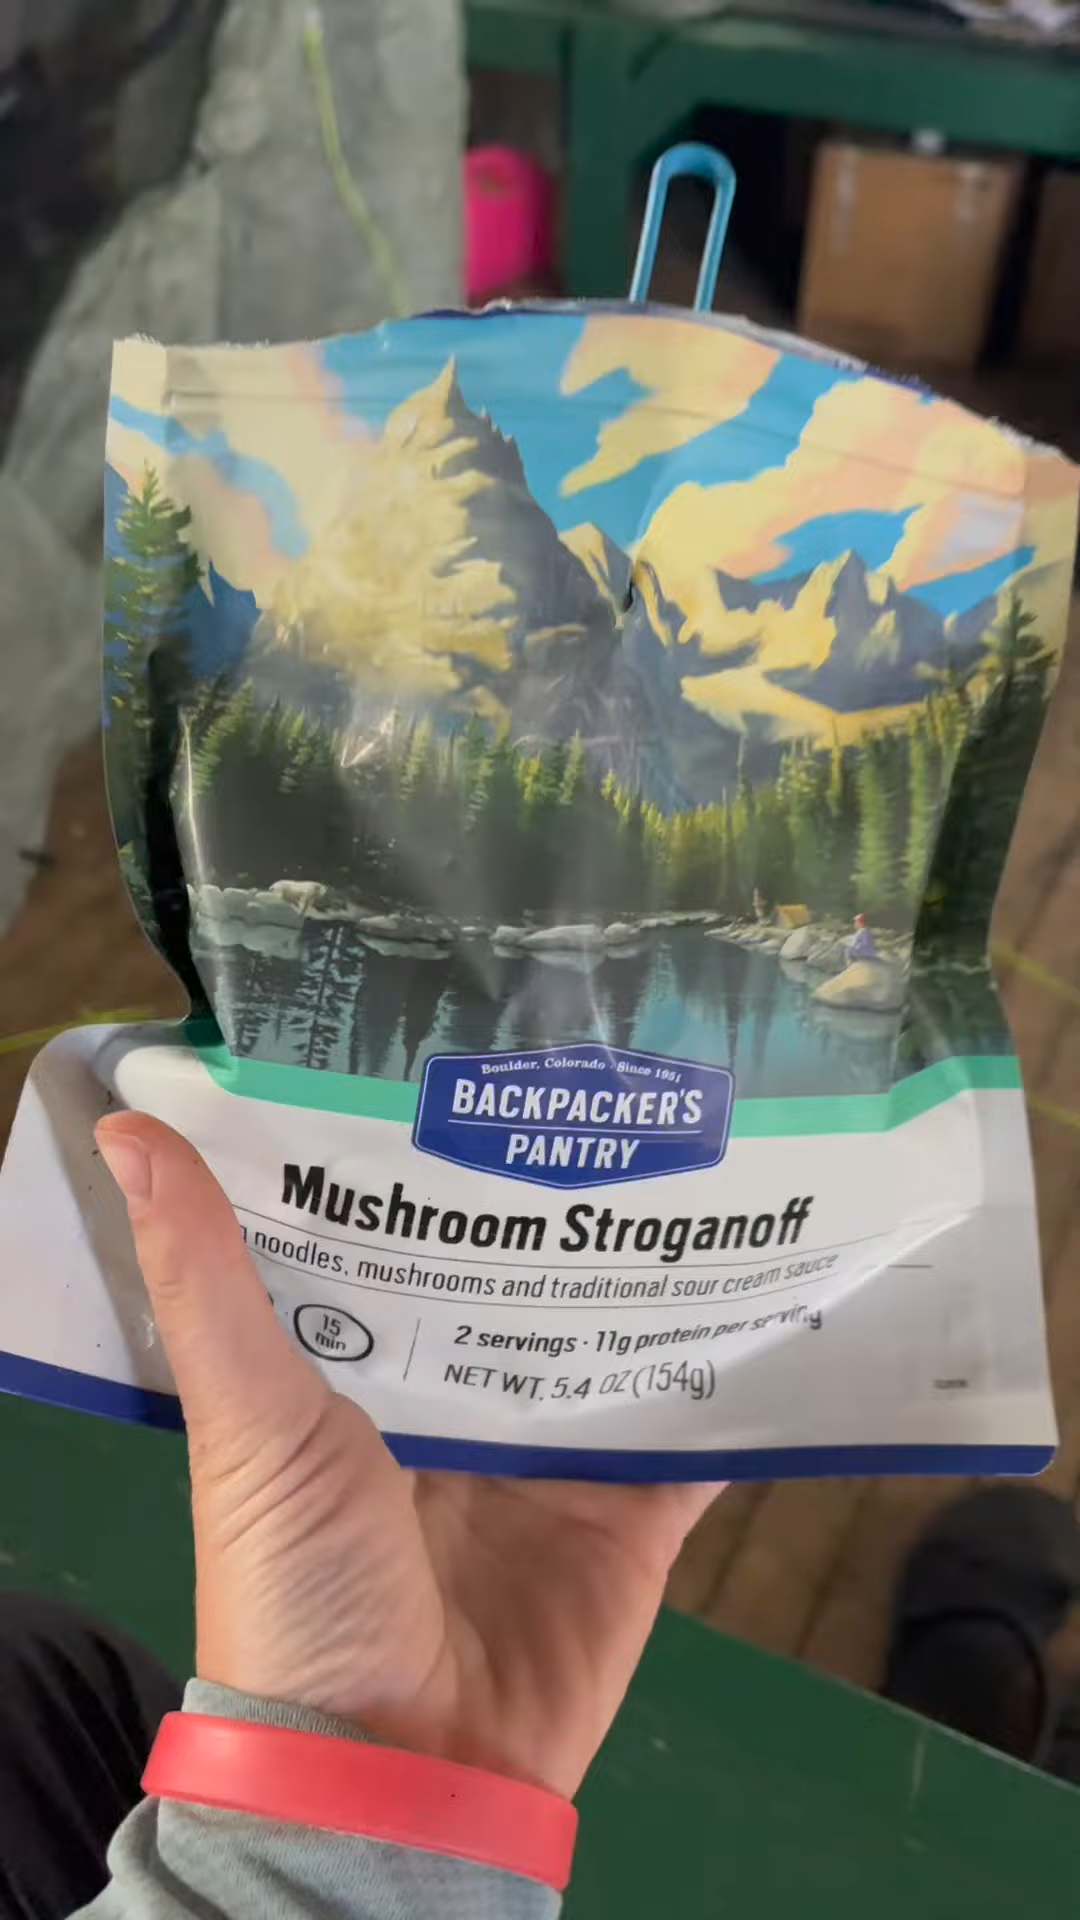 Boulder, Colorado · Since 1951
BACKPACKER'S
PANTRY
Mushroom Stroganoff
noodles, mushrooms and traditional sour cream sauce
15
min
2 servings · 11g protein per serving
NET WT. 5.4 OZ (154g)